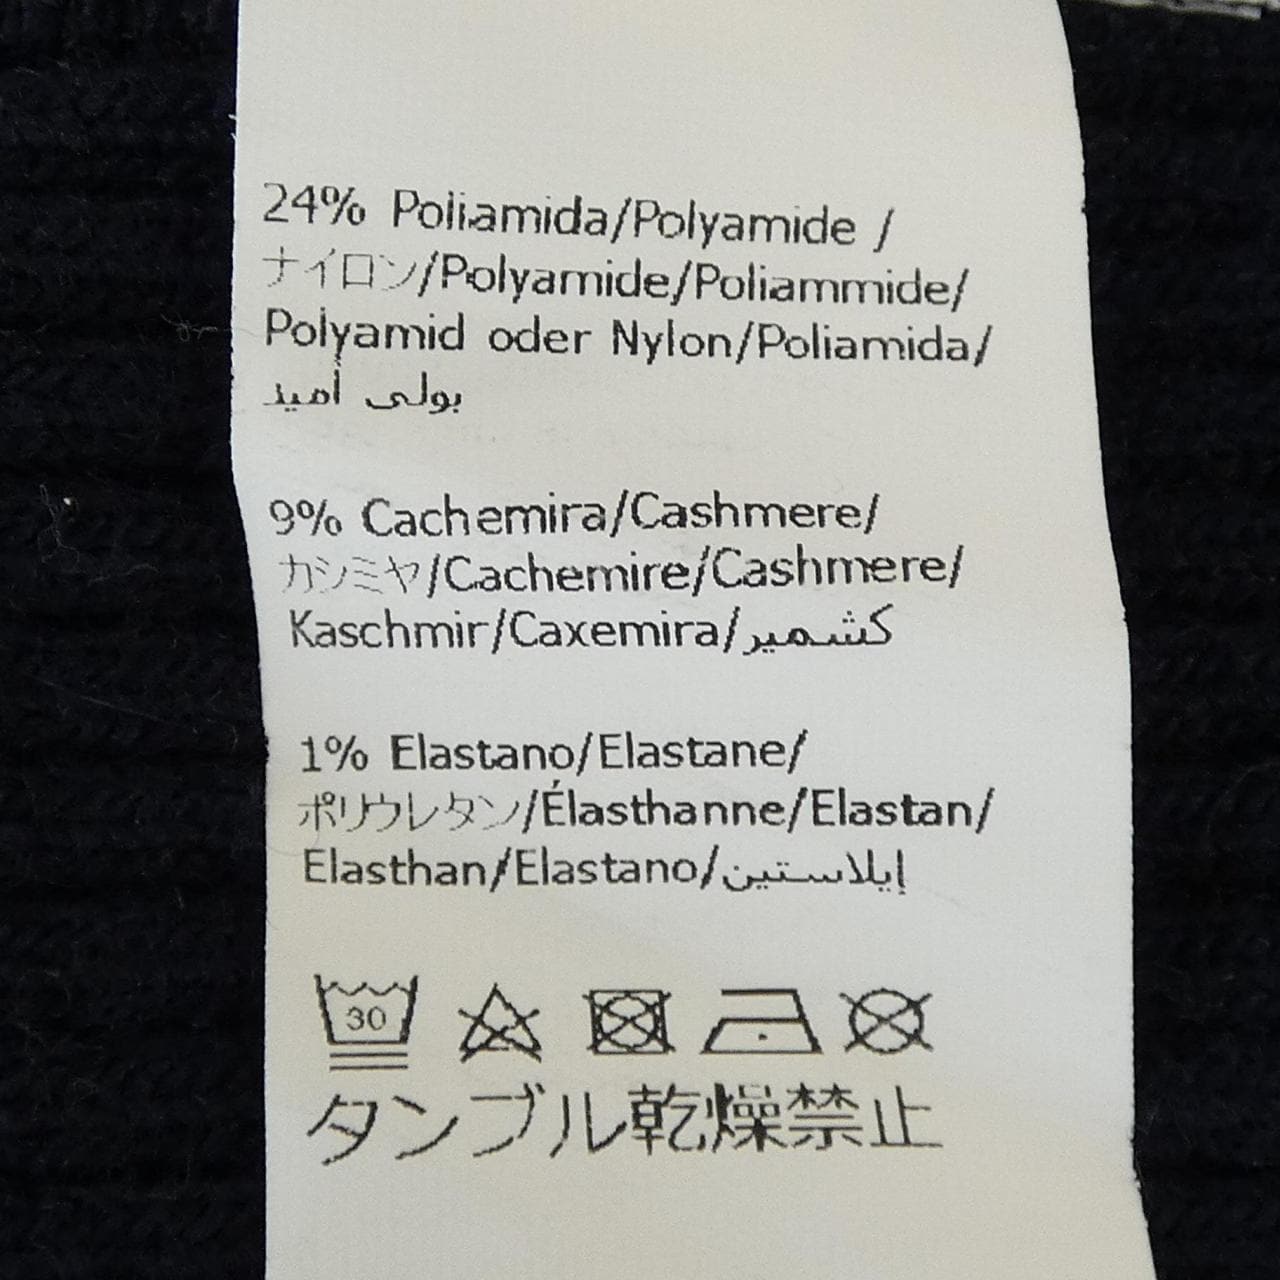 24% Poliamida/Polyamide /
ナイロン/Polyamide/Poliammide/
Polyamid oder Nylon/Poliamida/
بولى أميد
9% Cachemira/Cashmere/
カシミヤ/Cachemire/Cashmere/
Kaschmir/Caxemira/كشمير
1% Elastano/Elastane/
ポリウレタン/Élasthanne/Elastan/
Elasthan/Elastano/إيلاستين
30
タンブル乾燥禁止